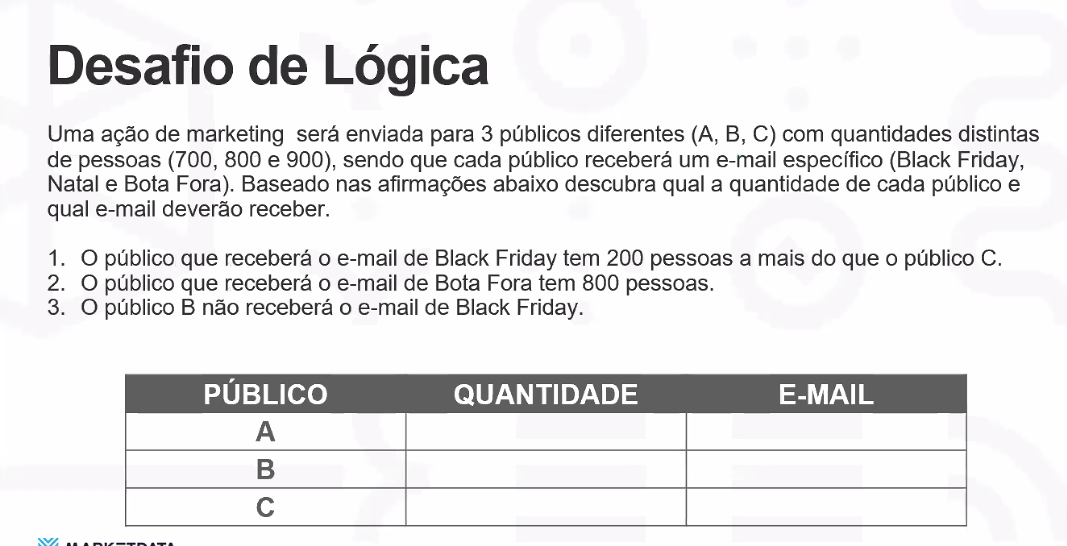 Desafio de Lógica
Uma ação de marketing será enviada para 3 públicos diferentes (A, B, C) com quantidades distintas
de pessoas (700, 800 e 900), sendo que cada público receberá um e-mail específico (Black Friday,
Natal e Bota Fora). Baseado nas afirmações abaixo descubra qual a quantidade de cada público e
qual e-mail deverão receber.
1. O público que receberá o e-mail de Black Friday tem 200 pessoas a mais do que o público C.
2. O público que receberá o e-mail de Bota Fora tem 800 pessoas.
3. O público B não receberá o e-mail de Black Friday.
PÚBLICO QUANTIDADE E-MAIL
A
B
C
MARKETDATA